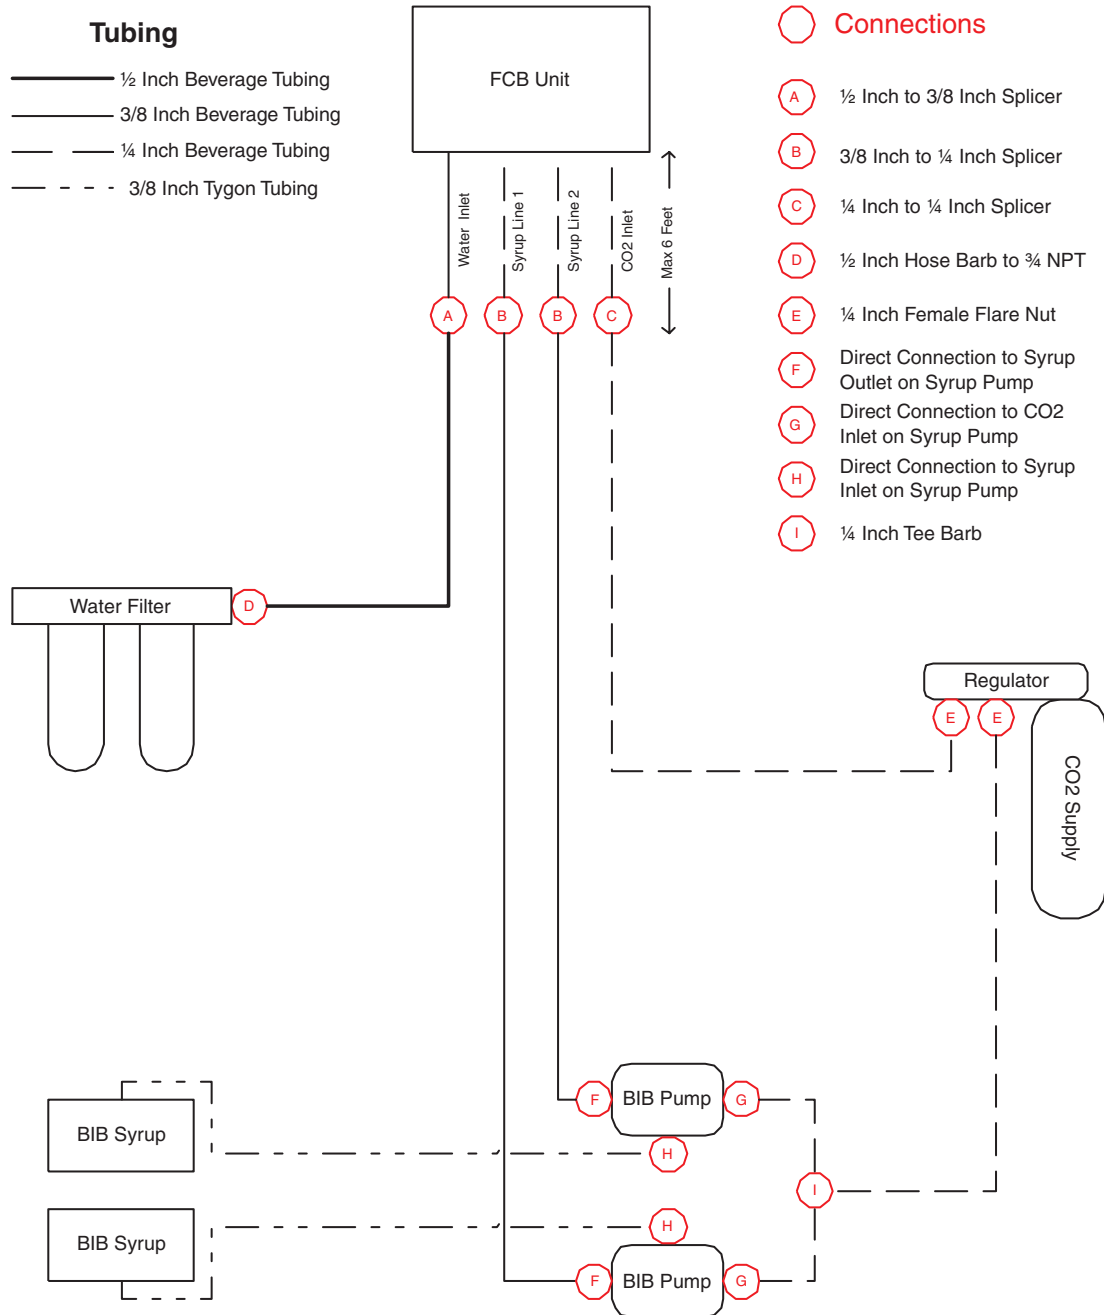 Tubing
½ Inch Beverage Tubing
3/8 Inch Beverage Tubing
¼ Inch Beverage Tubing
3/8 Inch Tygon Tubing
FCB Unit
Connections
A ½ Inch to 3/8 Inch Splicer
B 3/8 Inch to ¼ Inch Splicer
C ¼ Inch to ¼ Inch Splicer
D ½ Inch Hose Barb to ¾ NPT
E ¼ Inch Female Flare Nut
F Direct Connection to Syrup
Outlet on Syrup Pump
G Direct Connection to CO2
Inlet on Syrup Pump
H Direct Connection to Syrup
Inlet on Syrup Pump
I ¼ Inch Tee Barb
Water Inlet
Syrup Line 1
Syrup Line 2
CO2 Inlet
Max 6 Feet
A
B
B
C
Water Filter
D
Regulator
E
E
CO2 Supply
BIB Syrup
F
BIB Pump
G
H
I
BIB Syrup
H
F
BIB Pump
G